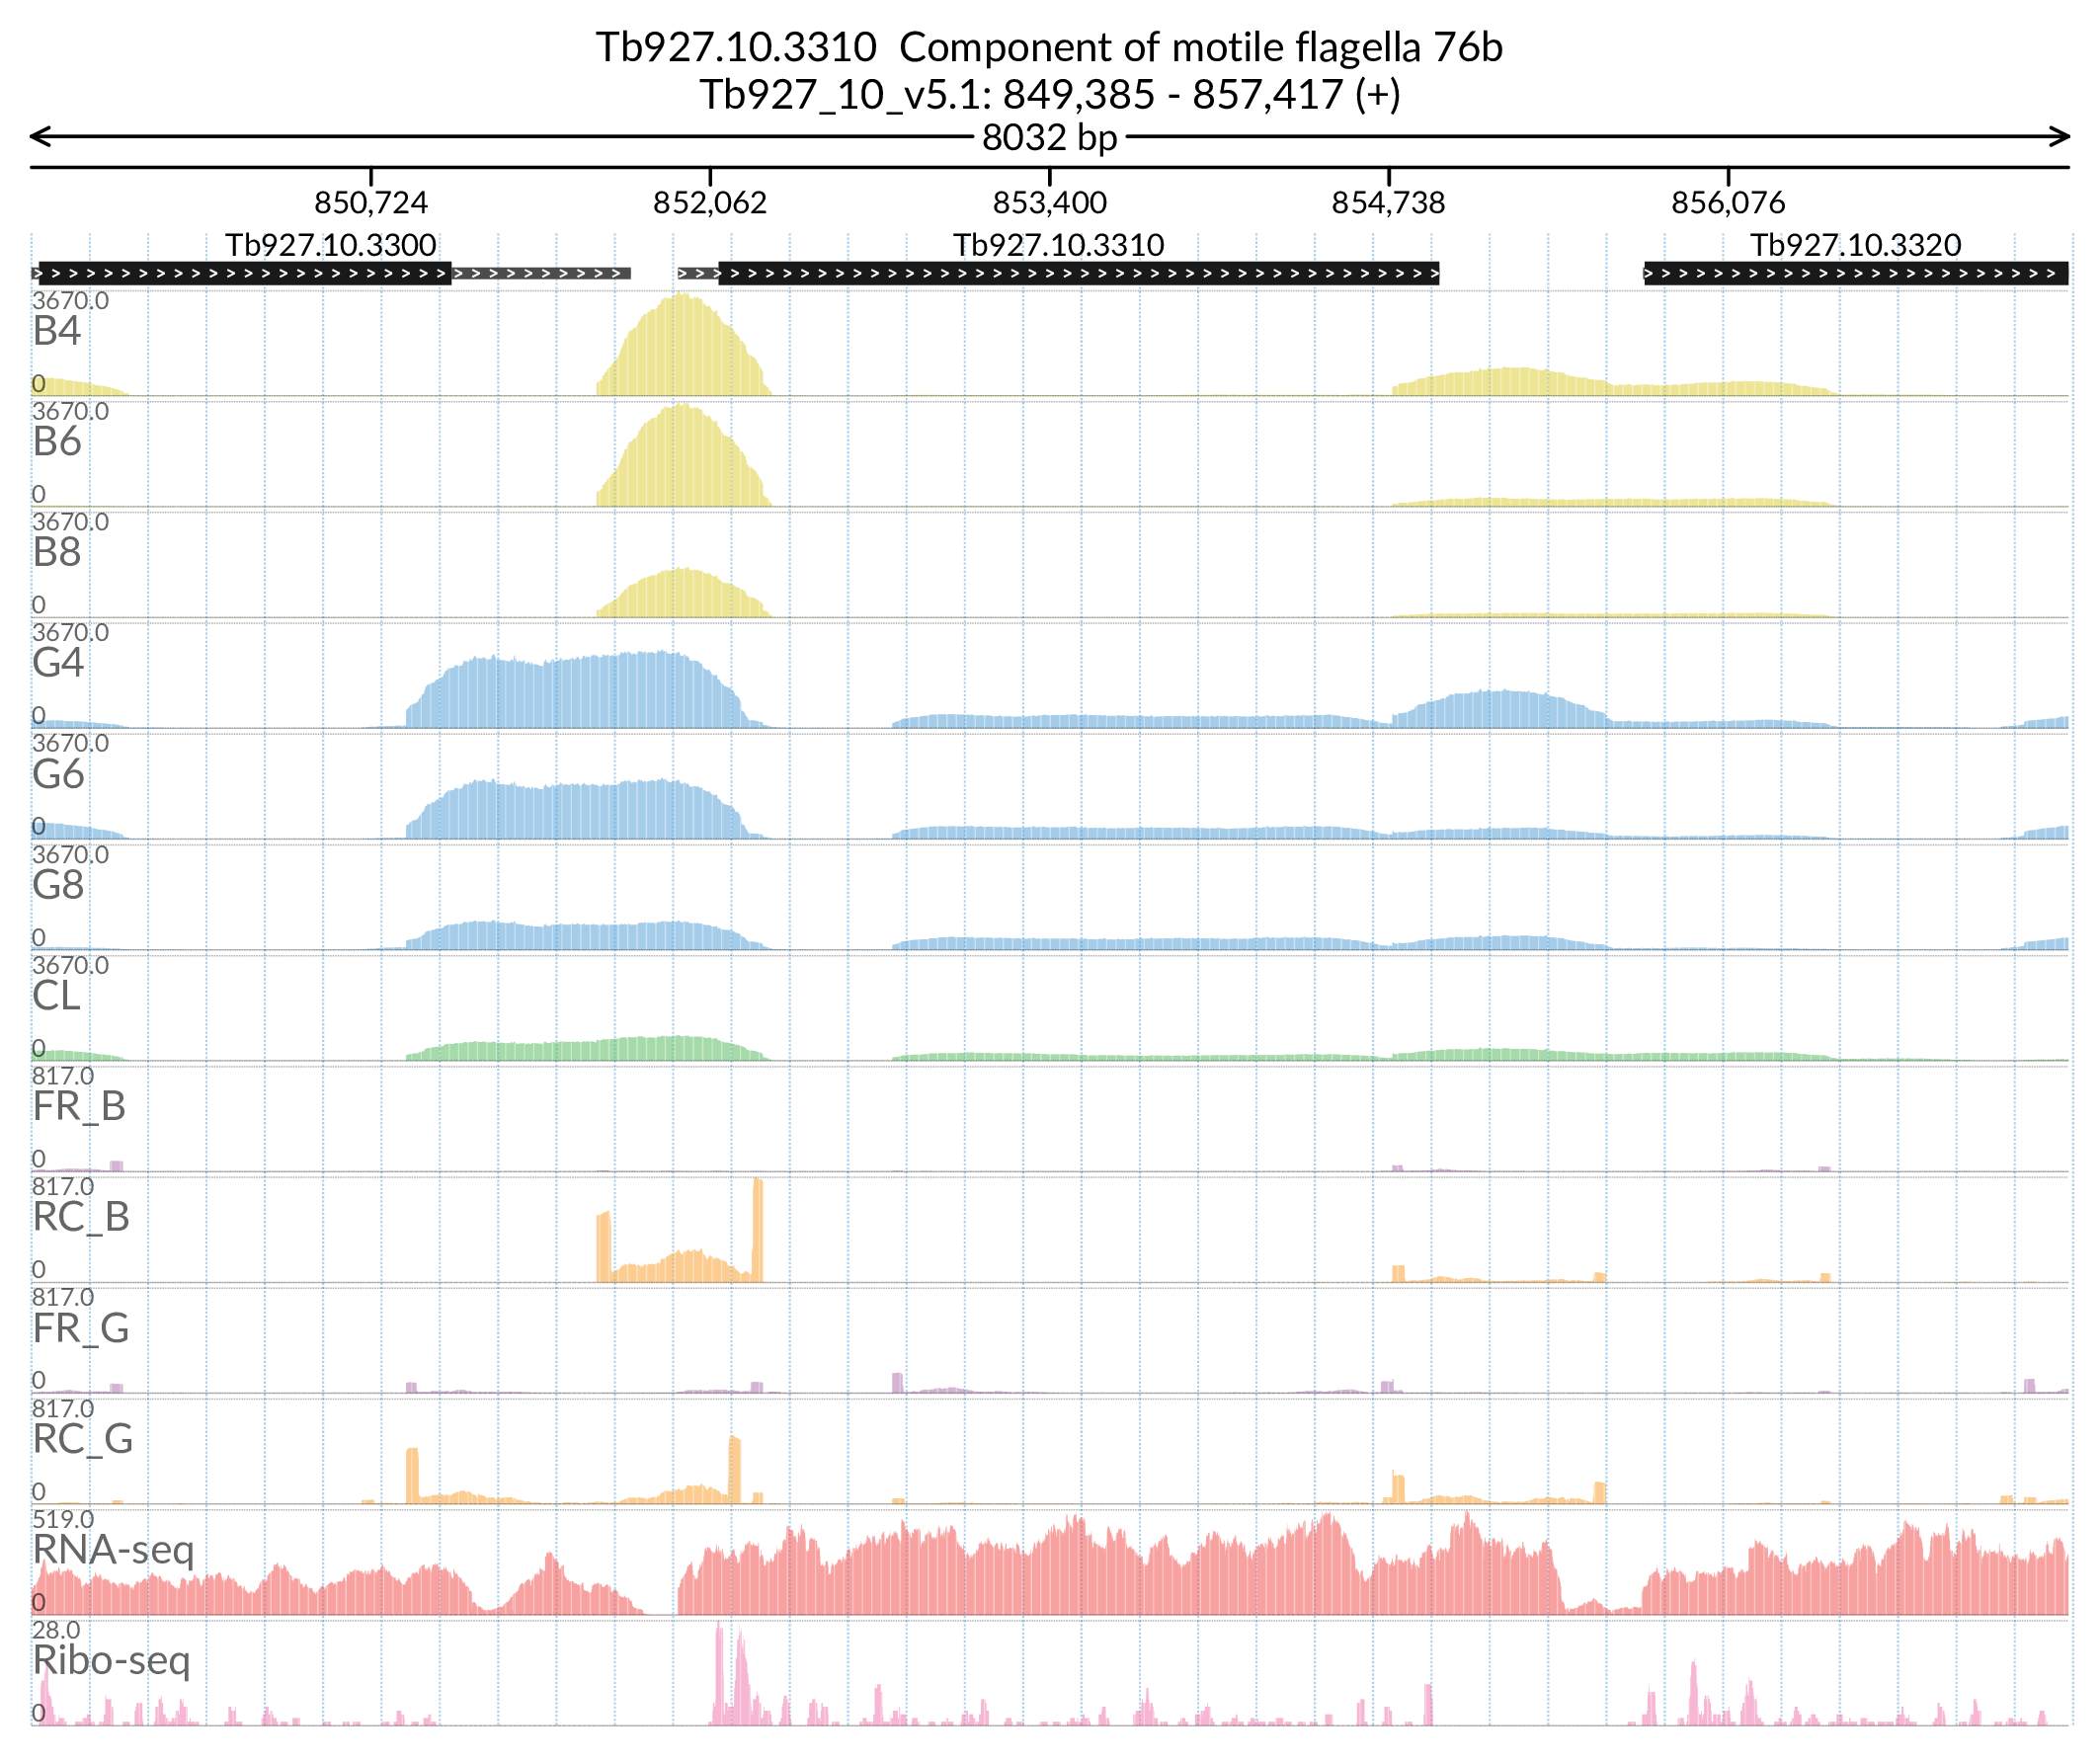 Tb927.10.3310 Component of motile flagella 76b
Tb927_10_v5.1: 849,385 - 857,417 (+)
8032 bp
850,724 852,062 853,400 854,738 856,076
Tb927.10.3300 Tb927.10.3310 Tb927.10.3320
3670.0
B4
0
3670.0
B6
0
3670.0
B8
0
3670.0
G4
0
3670.0
G6
0
3670.0
G8
0
3670.0
CL
0
817.0
FR_B
0
817.0
RC_B
0
817.0
FR_G
0
817.0
RC_G
0
519.0
RNA-seq
0
28.0
Ribo-seq
0